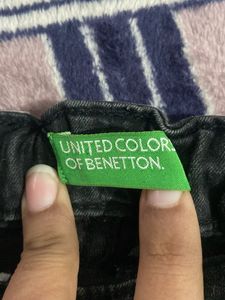 UNITED COLORS
OF BENETTON.